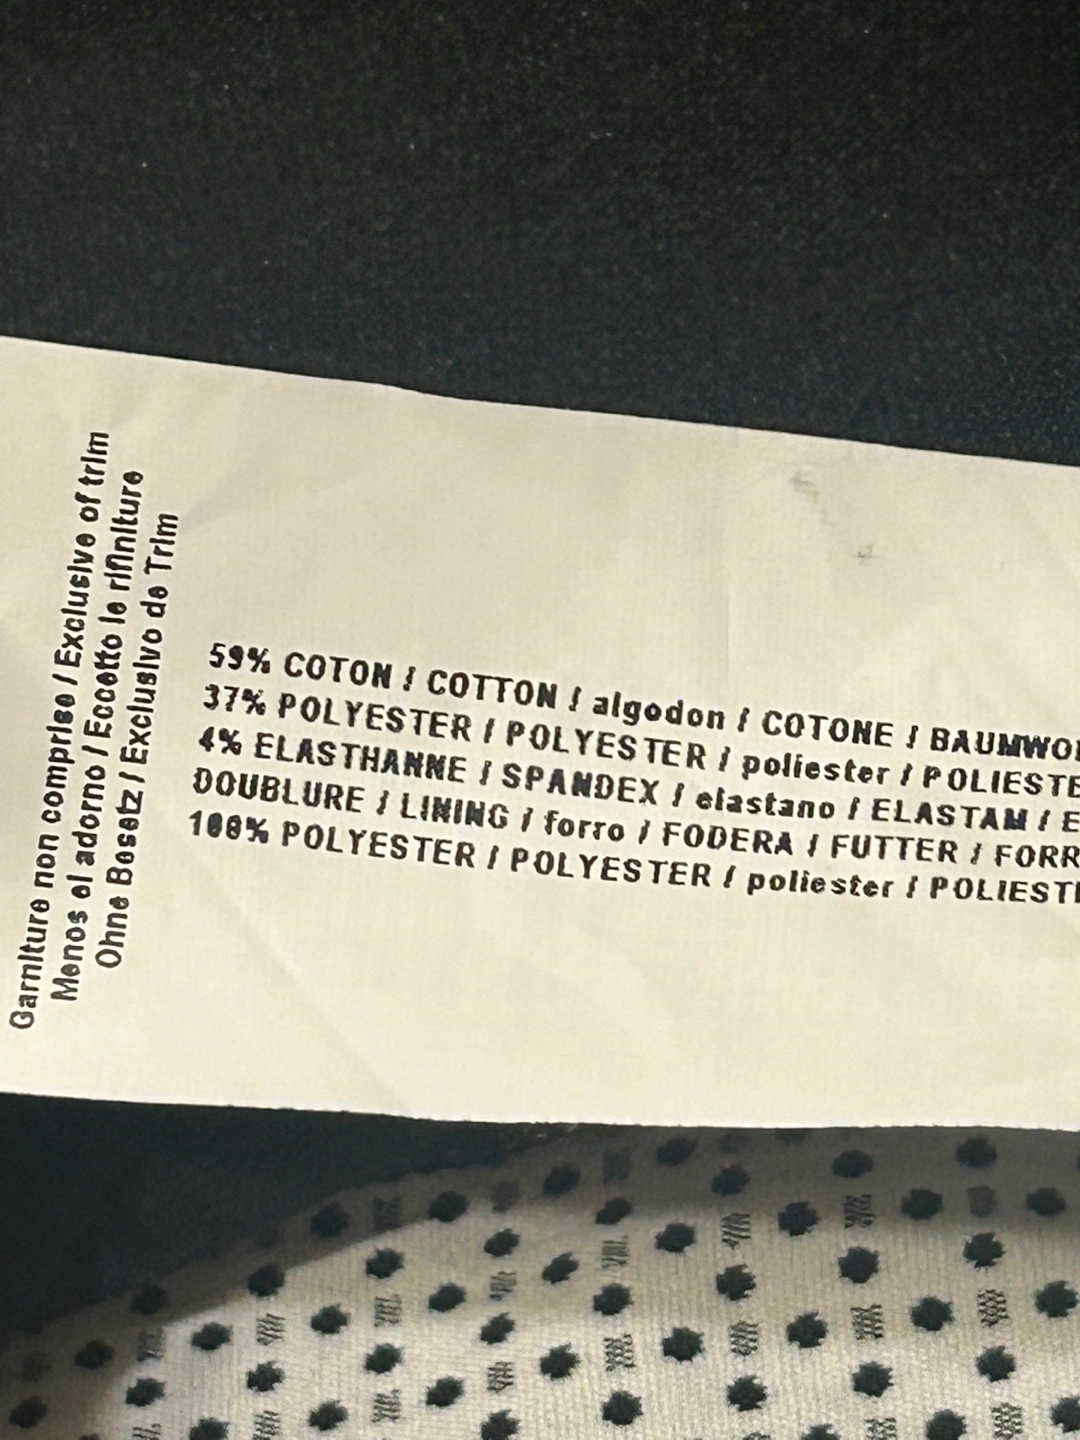 Garniture non comprise / Exclusive of trim
Menos el adorno / Eccetto le rifiniture
Ohne Besetz / Exclusivo de Trim
59% COTON / COTTON / algodon / COTONE / BAUMWO
37% POLYESTER / POLYESTER / poliester / POLIESTE
4% ELASTHANNE / SPANDEX / elastano / ELASTAM / E
DOUBLURE / LINING / forro / FODERA / FUTTER / FORR
100% POLYESTER / POLYESTER / poliester / POLIEST